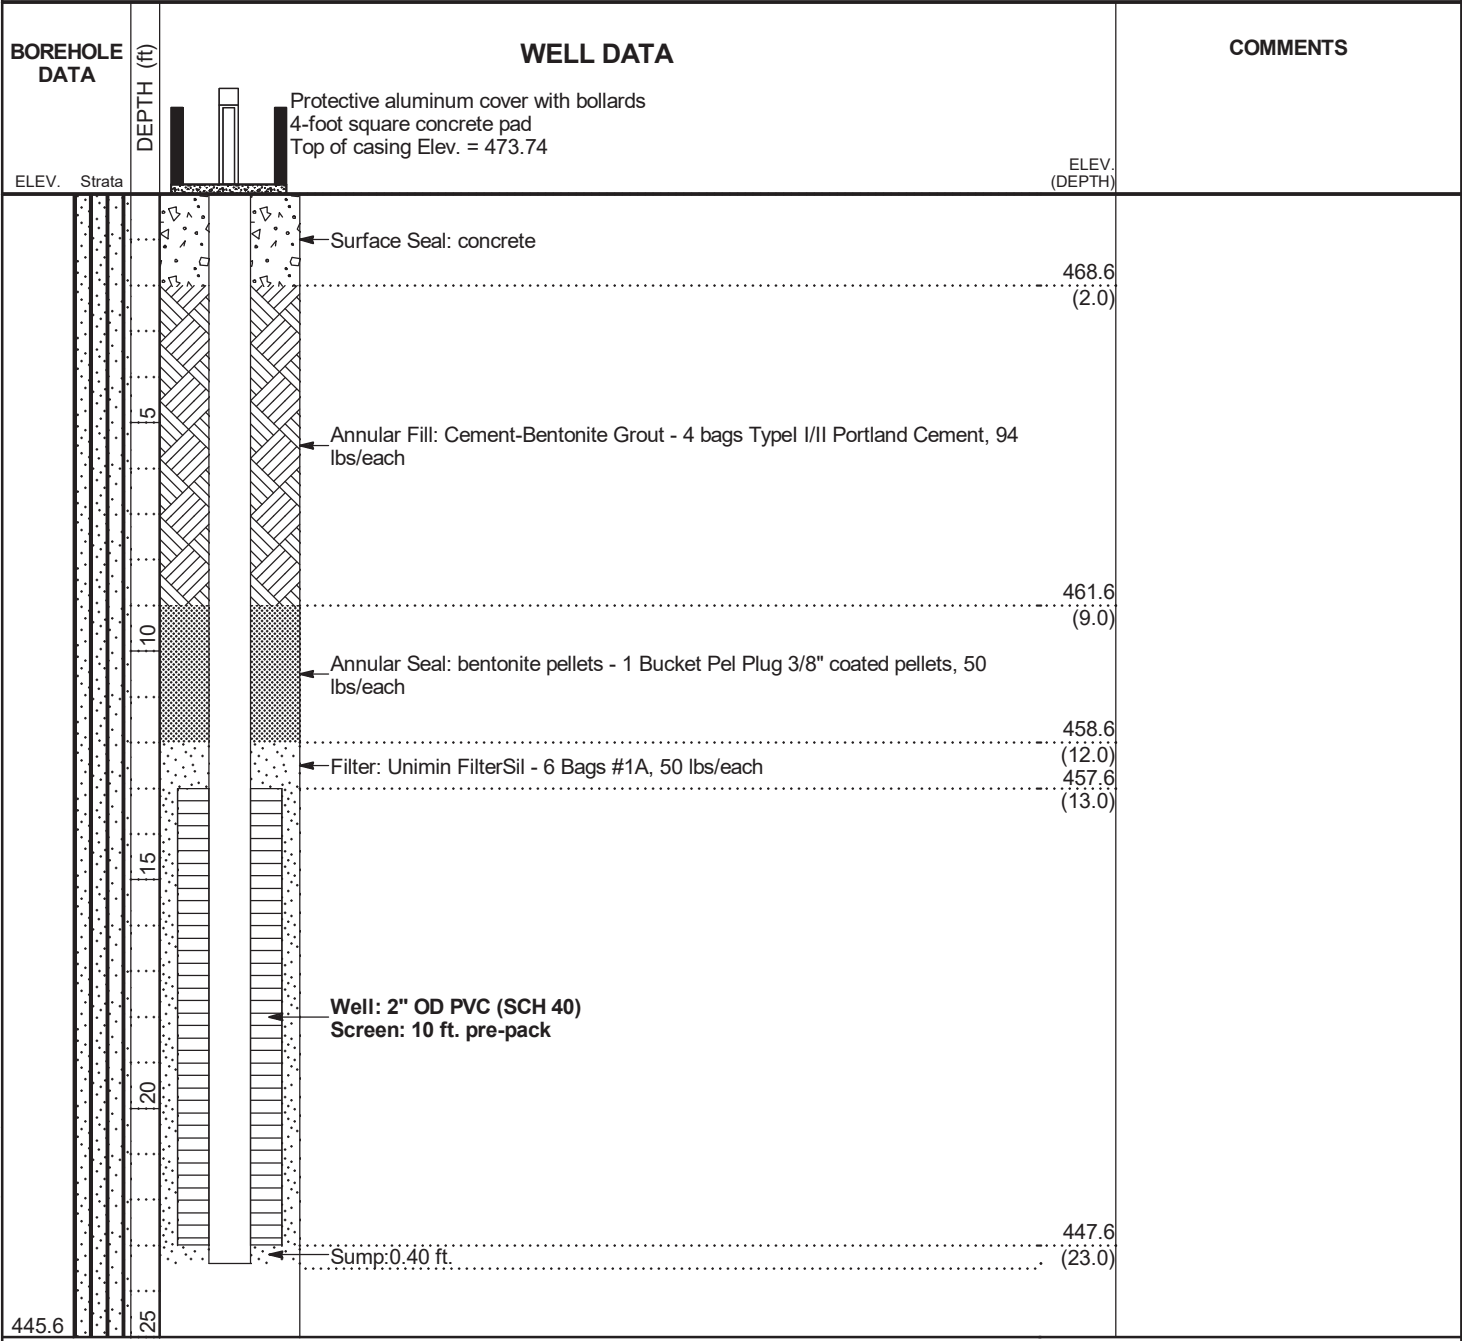 BOREHOLE
DATA
DEPTH (ft)
WELL DATA
COMMENTS
Protective aluminum cover with bollards
4-foot square concrete pad
Top of casing Elev. = 473.74
ELEV. Strata
ELEV.
(DEPTH)
Surface Seal: concrete
468.6
(2.0)
5
Annular Fill: Cement-Bentonite Grout - 4 bags TypeI I/II Portland Cement, 94
lbs/each
461.6
(9.0)
10
Annular Seal: bentonite pellets - 1 Bucket Pel Plug 3/8" coated pellets, 50
lbs/each
458.6
(12.0)
Filter: Unimin FilterSil - 6 Bags #1A, 50 lbs/each
457.6
(13.0)
15
Well: 2" OD PVC (SCH 40)
Screen: 10 ft. pre-pack
20
447.6
(23.0)
Sump:0.40 ft.
25
445.6